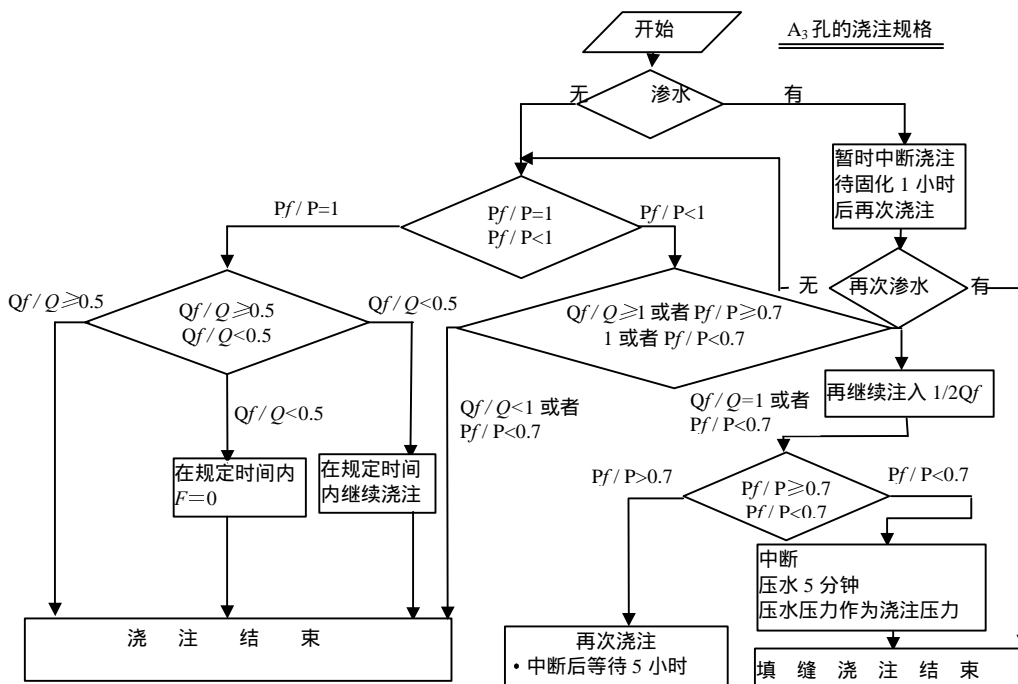 开始
A₃ 孔的浇注规格
无
渗水
有
暂时中断浇注
待固化 1 小时
后再次浇注
Pf / P=1
Pf / P=1
Pf / P<1
Pf / P<1
无
再次渗水
有
Qf / Q≥0.5
Qf / Q≥0.5
Qf / Q<0.5
Qf / Q<0.5
Qf / Q≥1 或者 Pf / P≥0.7
1 或者 Pf / P<0.7
再继续注入 1/2Qf
Qf / Q<0.5
Qf / Q<1 或者
Pf / P<0.7
Qf / Q=1 或者
Pf / P<0.7
在规定时间内
F＝0
在规定时间
内继续浇注
Pf / P>0.7
Pf / P≥0.7
Pf / P<0.7
Pf / P<0.7
中断
压水 5 分钟
压水压力作为浇注压力
浇 注 结 束
再次浇注
• 中断后等待 5 小时
填 缝 浇 注 结 束